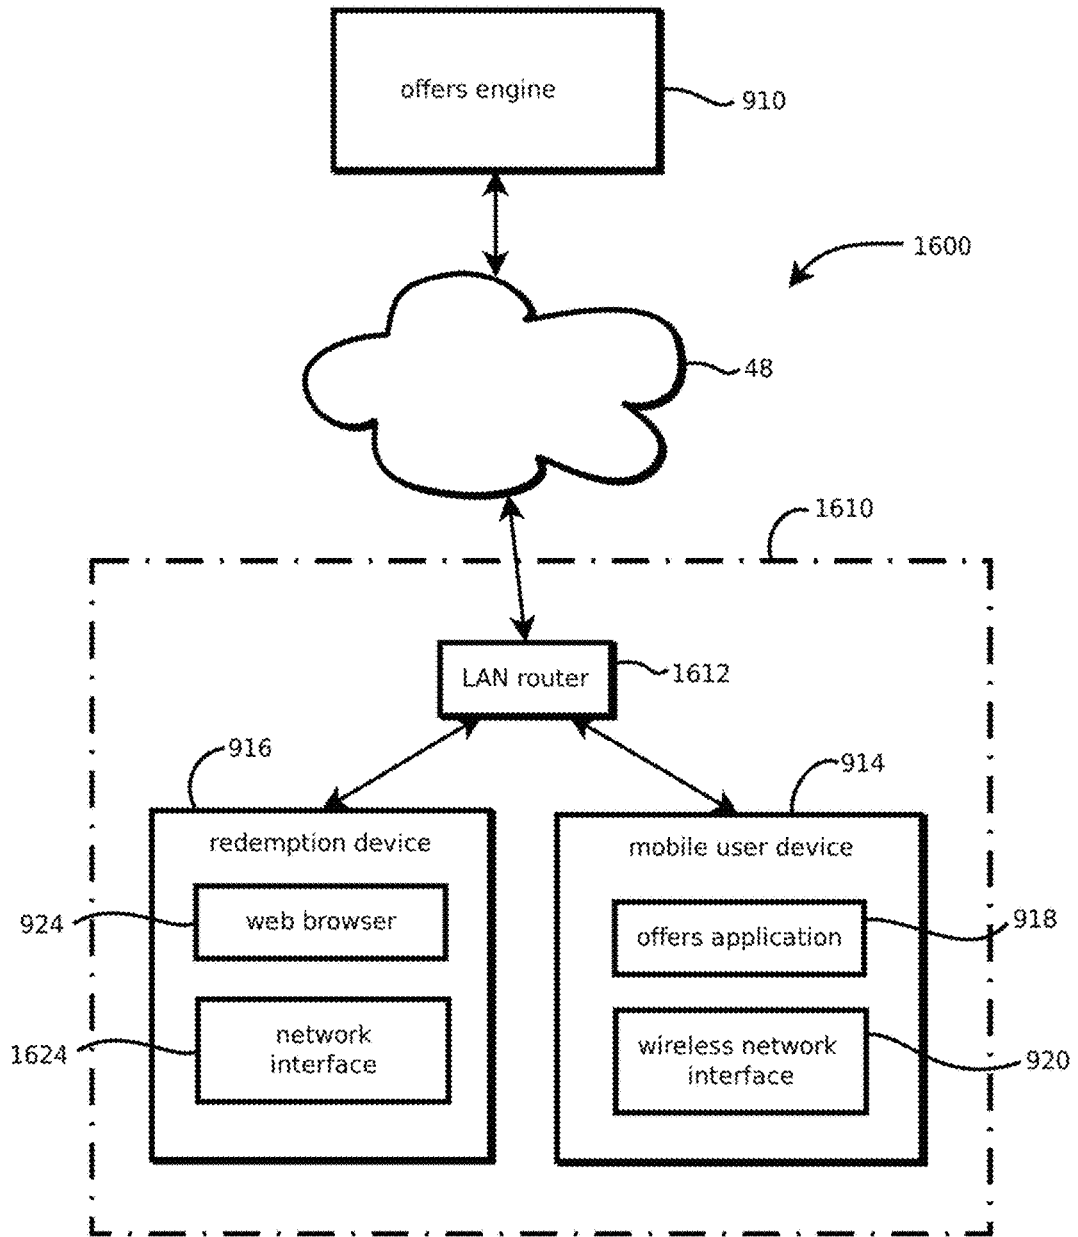 offers engine
910
1600
48
1610
LAN router
1612
916
914
redemption device
mobile user device
924
web browser
918
offers application
1624
network
interface
wireless network
interface
920